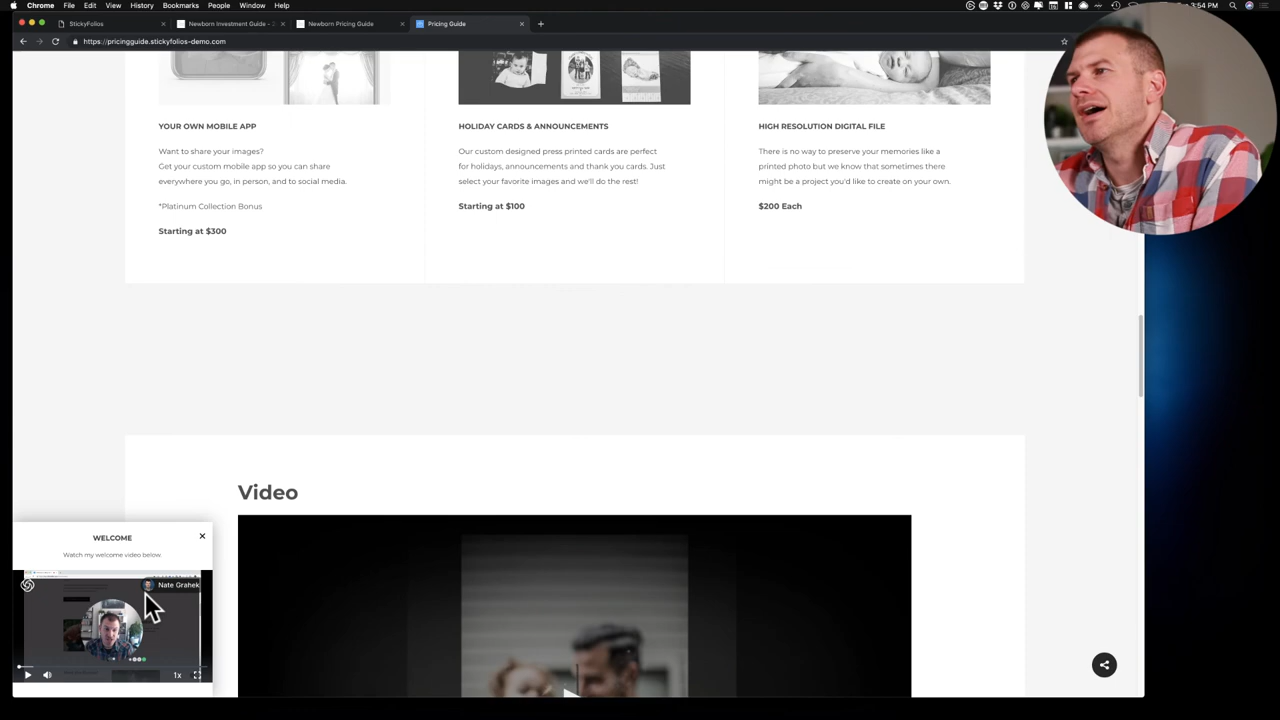 Chrome File Edit View History Bookmarks People Window Help
3:54 PM
StickyFolios
Newborn Investment Guide -
Newborn Pricing Guide
Pricing Guide
https://pricingguide.stickyfolios-demo.com
YOUR OWN MOBILE APP
Want to share your images?
Get your custom mobile app so you can share
everywhere you go, in person, and to social media.
*Platinum Collection Bonus
Starting at $300
HOLIDAY CARDS & ANNOUNCEMENTS
Our custom designed press printed cards are perfect
for holidays, announcements and thank you cards. Just
select your favorite images and we'll do the rest!
Starting at $100
HIGH RESOLUTION DIGITAL FILE
There is no way to preserve your memories like a
printed photo but we know that sometimes there
might be a project you'd like to create on your own.
$200 Each
Video
WELCOME
Watch my welcome video below.
Nate Grahek
1x